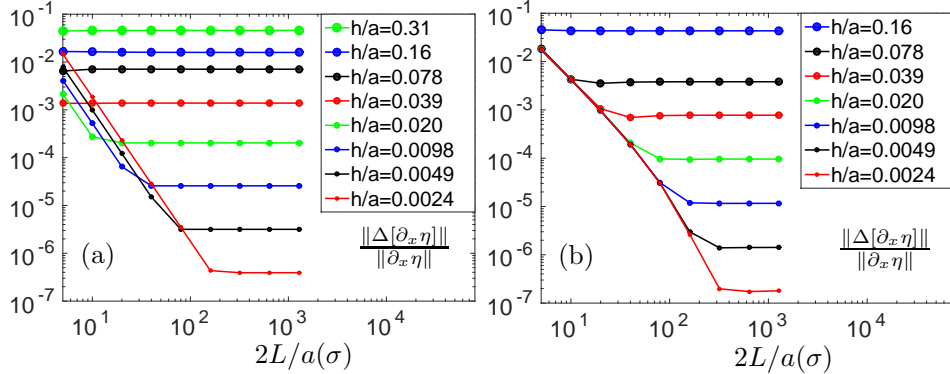 10^{-1}
10^{-2}
10^{-3}
10^{-4}
10^{-5}
10^{-6}
10^{-7}
10^1
10^2
10^3
10^4
2L/a(σ)
(a)
h/a=0.31
h/a=0.16
h/a=0.078
h/a=0.039
h/a=0.020
h/a=0.0098
h/a=0.0049
h/a=0.0024
‖Δ[∂_xη]‖
‖∂_xη‖
10^{-1}
10^{-2}
10^{-3}
10^{-4}
10^{-5}
10^{-6}
10^{-7}
10^1
10^2
10^3
10^4
2L/a(σ)
(b)
h/a=0.16
h/a=0.078
h/a=0.039
h/a=0.020
h/a=0.0098
h/a=0.0049
h/a=0.0024
‖Δ[∂_xη]‖
‖∂_xη‖